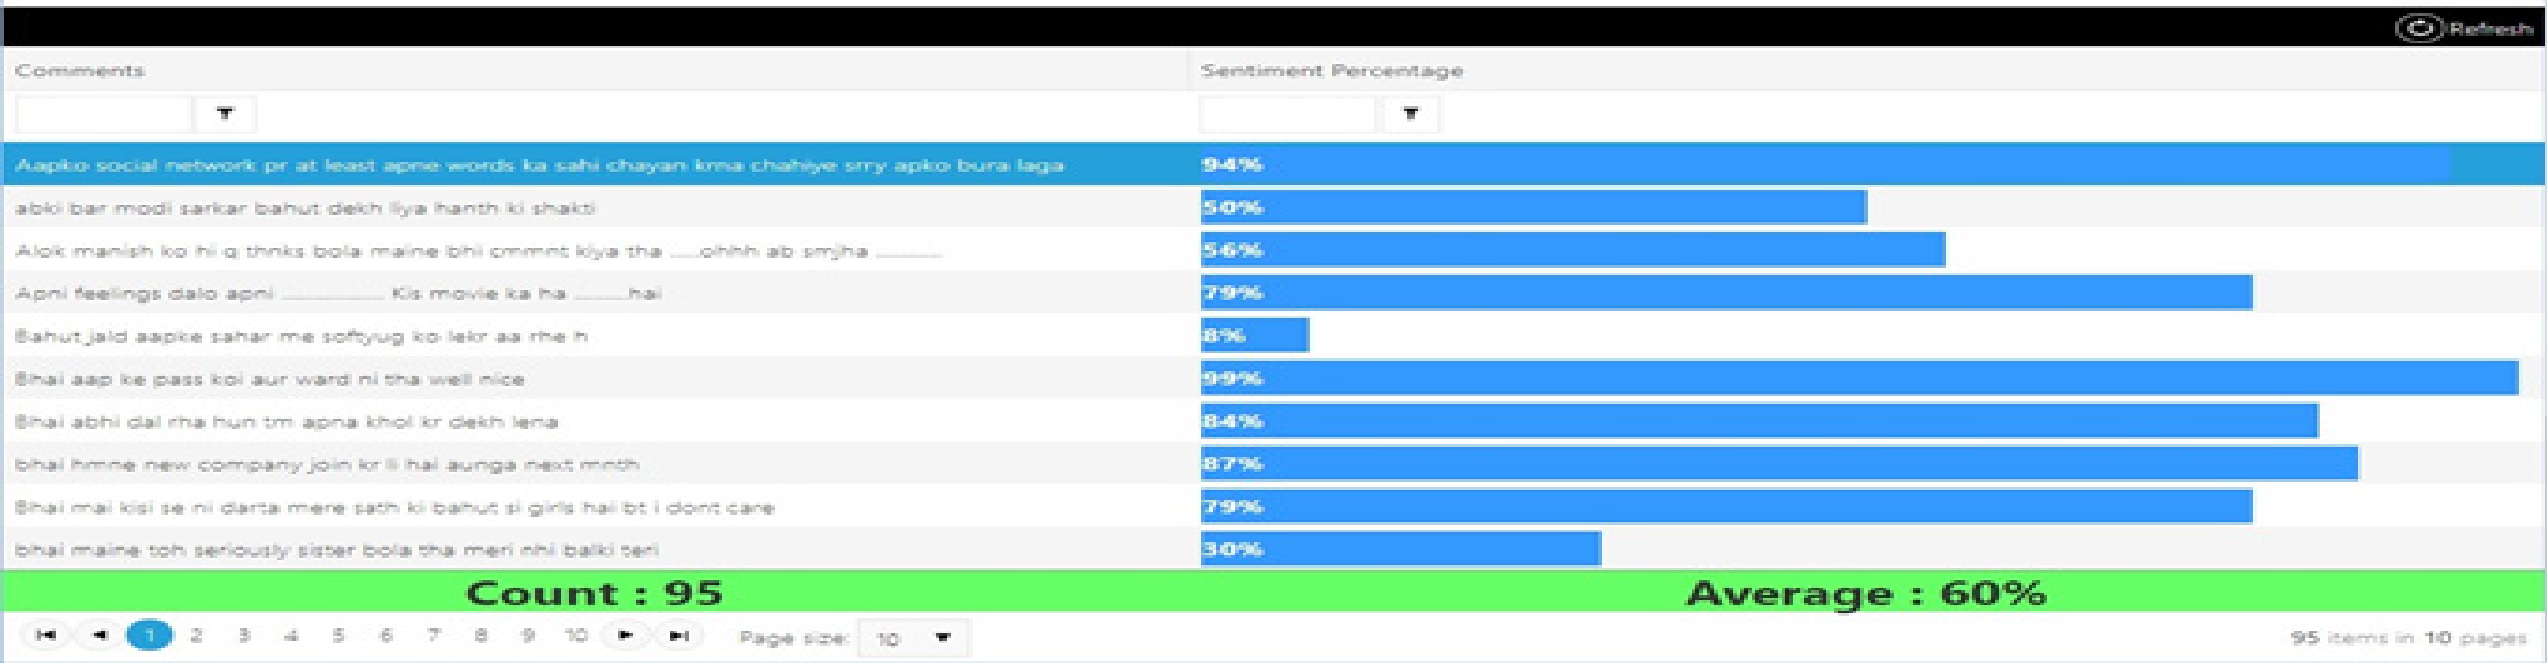 Refresh
Comments Sentiment Percentage
Aapko social network pr at least apne words ka sahi chayan krna chahiye srry apko bura laga 94%
abki bar modi sarkar bahut dekh liya hanth ki shakti 50%
Alok manish ko hi q thnks bola maine bhi cmmnt kiya tha ....ohhh ab smjha ........ 56%
Apni feelings dalo apni ............ Kis movie ka ha ......hai 79%
Bahut jald aapke sahar me softyug ko lekr aa rhe h 8%
Bhai aap ke pass koi aur ward ni tha well nice 99%
Bhai abhi dal rha hun tm apna khol kr dekh lena 84%
bhai hmne new company join kr li hai aunga next mnth 87%
Bhai mai kisi se ni darta mere sath ki bahut si girls hai bt i dont care 79%
bhai maine toh seriously sister bola tha meri nhi balki teri 30%
Count : 95 Average : 60%
1 2 3 4 5 6 7 8 9 10 Page size: 10 95 items in 10 pages